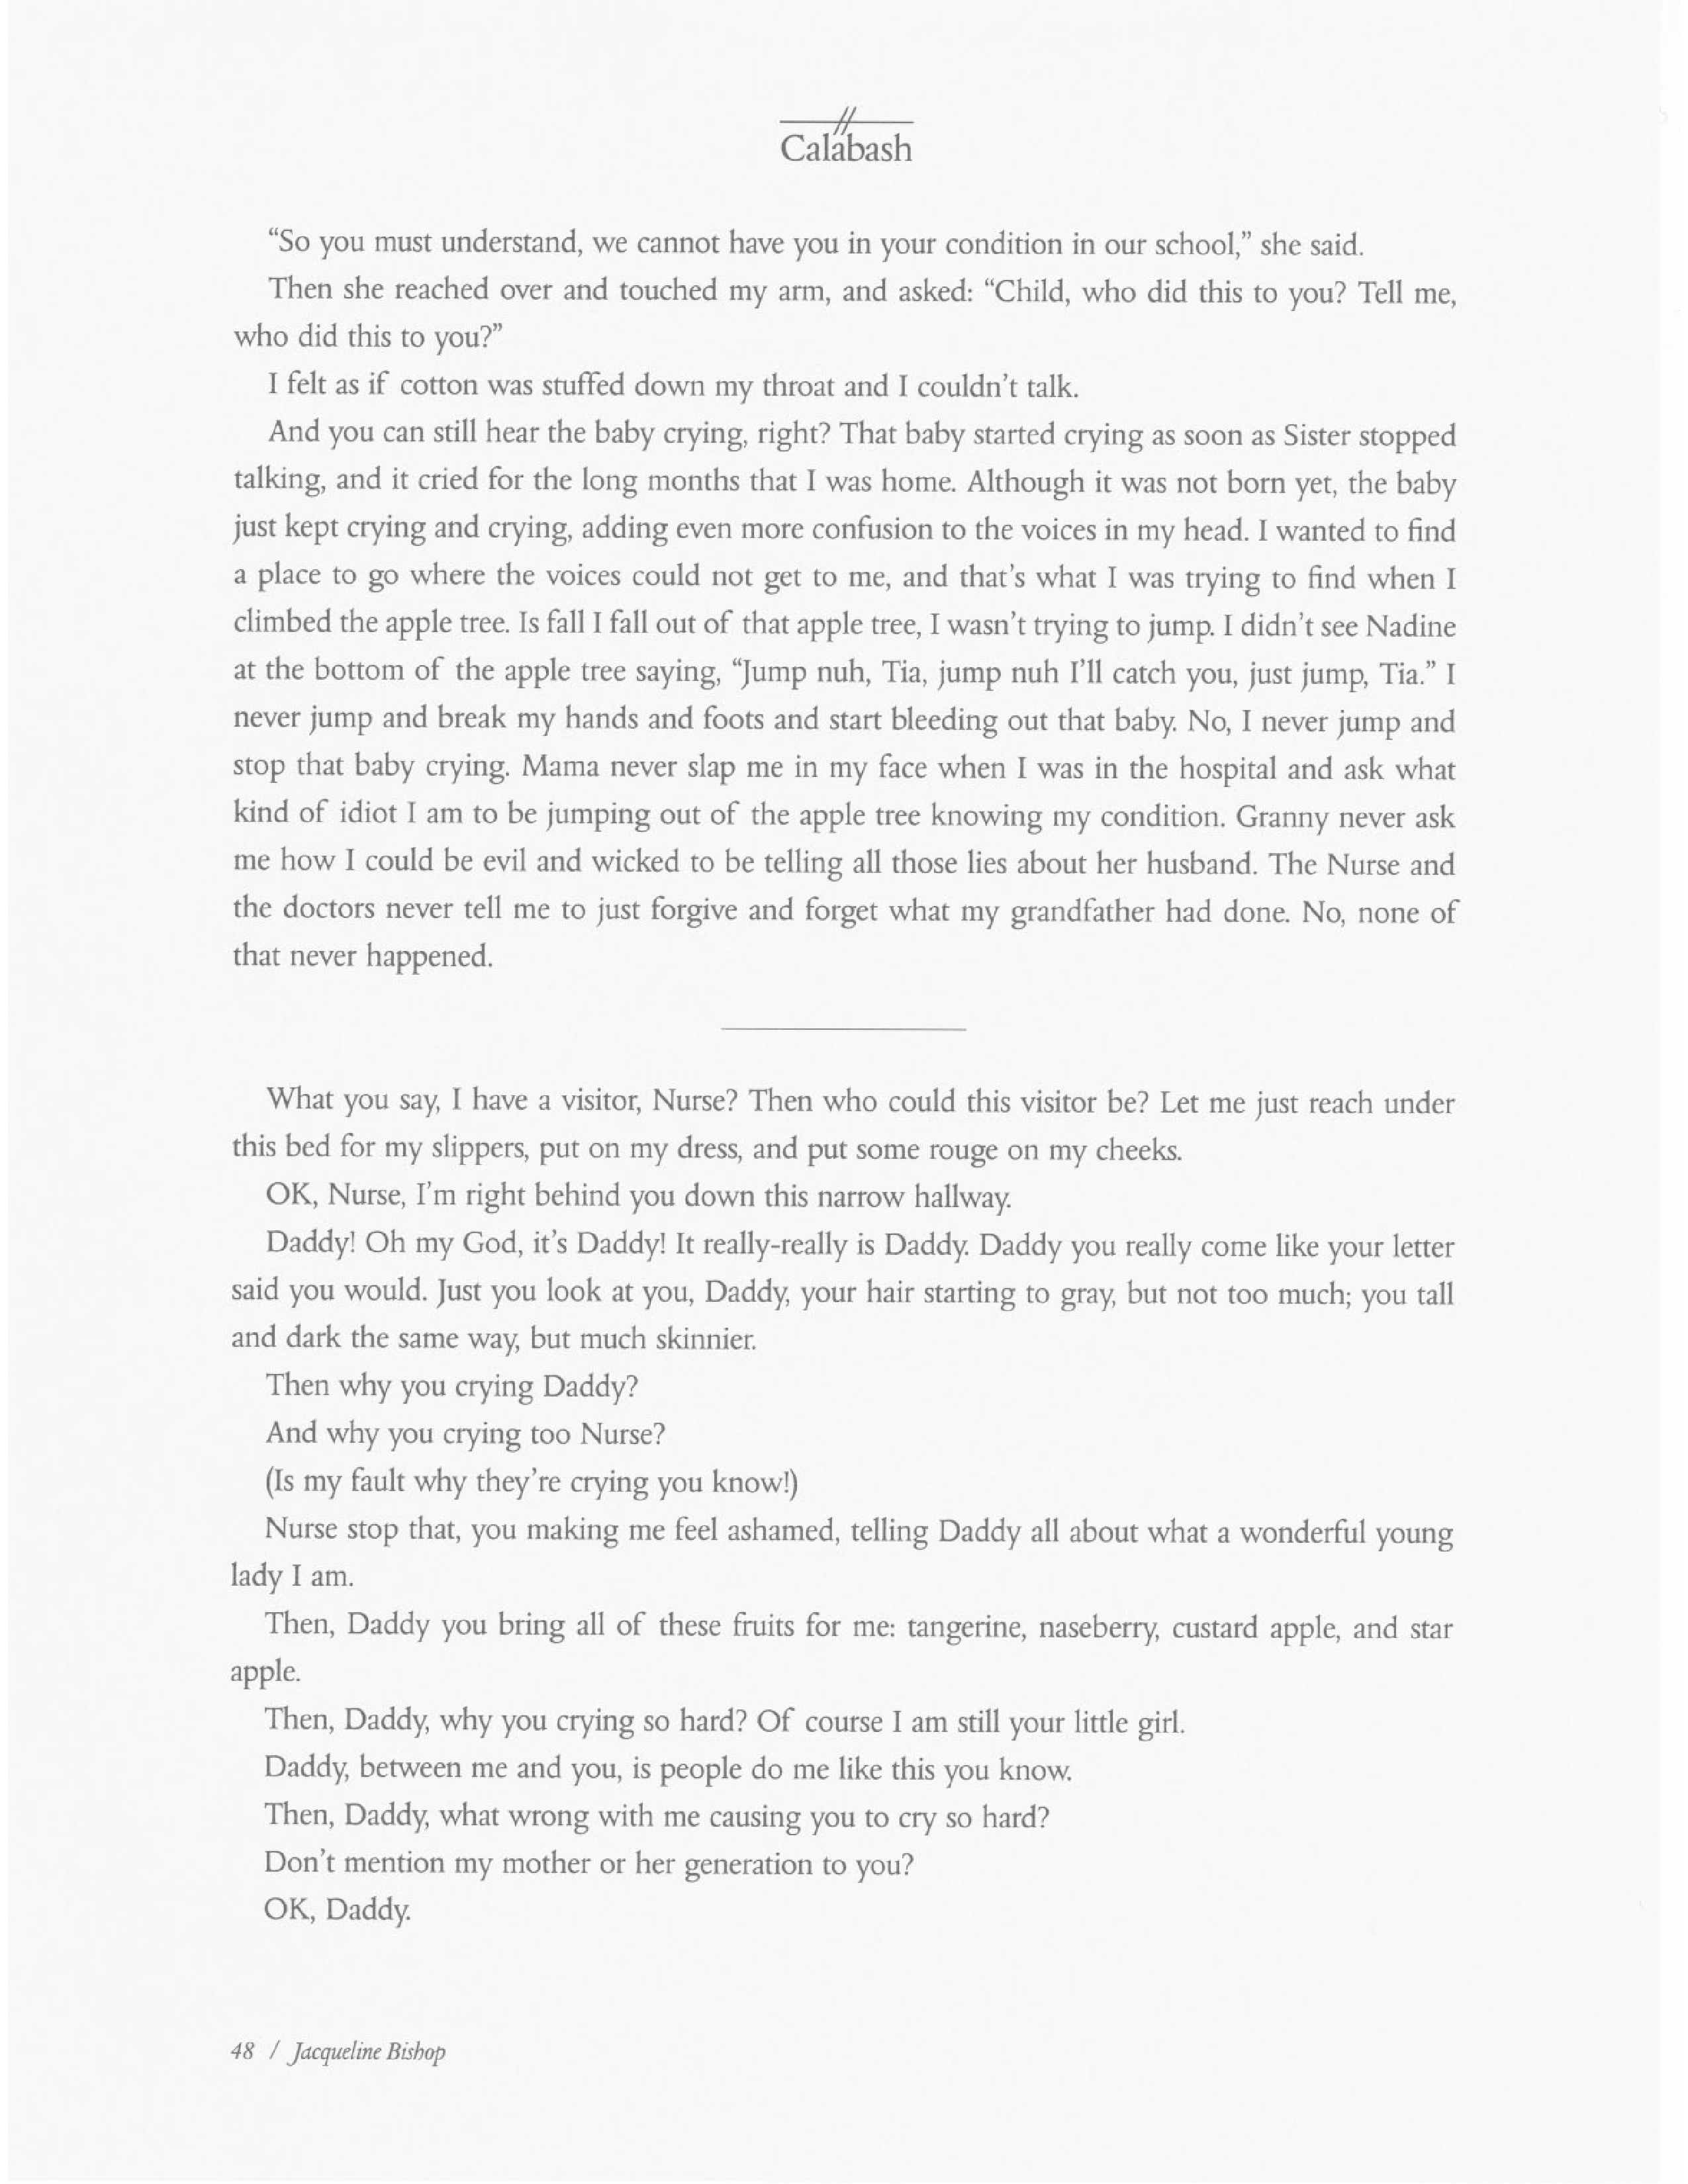 Calabash
“So you must understand, we cannot have you in your condition in our school,” she said.
Then she reached over and touched my arm, and asked: “Child, who did this to you? Tell me,
who did this to you?”
I felt as if cotton was stuffed down my throat and I couldn’t talk.
And you can still hear the baby crying, right? That baby started crying as soon as Sister stopped
talking, and it cried for the long months that I was home. Although it was not born yet, the baby
just kept crying and crying, adding even more confusion to the voices in my head. I wanted to find
a place to go where the voices could not get to me, and that’s what I was trying to find when I
climbed the apple tree. Is fall I fall out of that apple tree, I wasn’t trying to jump. I didn’t see Nadine
at the bottom of the apple tree saying, “Jump nuh, Tia, jump nuh I’ll catch you, just jump, Tia.” I
never jump and break my hands and foots and start bleeding out that baby. No, I never jump and
stop that baby crying. Mama never slap me in my face when I was in the hospital and ask what
kind of idiot I am to be jumping out of the apple tree knowing my condition. Granny never ask
me how I could be evil and wicked to be telling all those lies about her husband. The Nurse and
the doctors never tell me to just forgive and forget what my grandfather had done. No, none of
that never happened.
What you say, I have a visitor, Nurse? Then who could this visitor be? Let me just reach under
this bed for my slippers, put on my dress, and put some rouge on my cheeks.
OK, Nurse, I’m right behind you down this narrow hallway.
Daddy! Oh my God, it’s Daddy! It really-really is Daddy. Daddy you really come like your letter
said you would. Just you look at you, Daddy, your hair starting to gray, but not too much; you tall
and dark the same way, but much skinnier.
Then why you crying Daddy?
And why you crying too Nurse?
(Is my fault why they’re crying you know!)
Nurse stop that, you making me feel ashamed, telling Daddy all about what a wonderful young
lady I am.
Then, Daddy you bring all of these fruits for me: tangerine, naseberry, custard apple, and star
apple.
Then, Daddy, why you crying so hard? Of course I am still your little girl.
Daddy, between me and you, is people do me like this you know.
Then, Daddy, what wrong with me causing you to cry so hard?
Don’t mention my mother or her generation to you?
OK, Daddy.
48 / Jacqueline Bishop